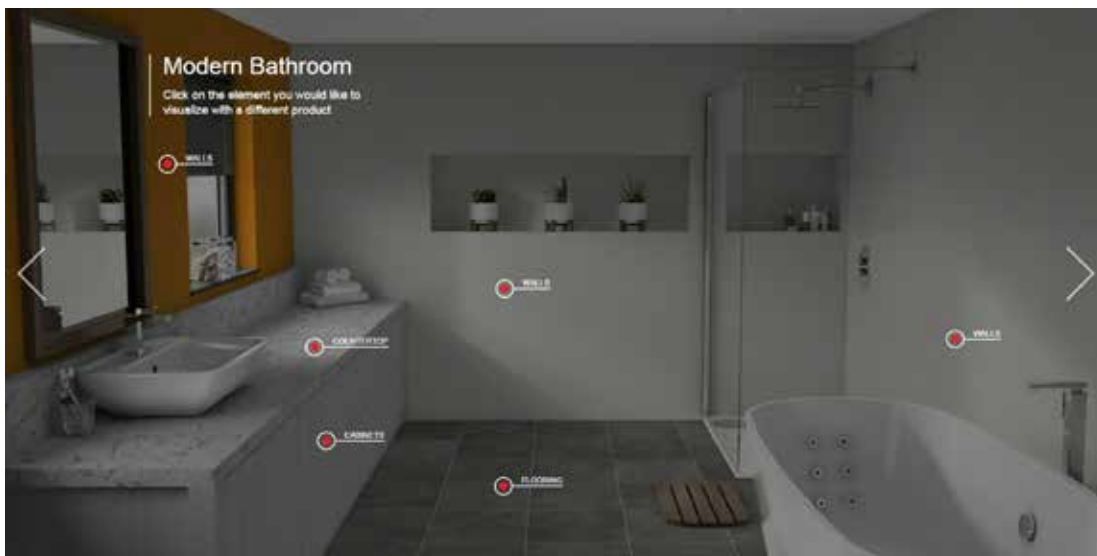 Modern Bathroom
Click on the element you would like to
visualize with a different product
WALLS
WALLS
WALLS
COUNTERTOP
CABINETS
FLOORING